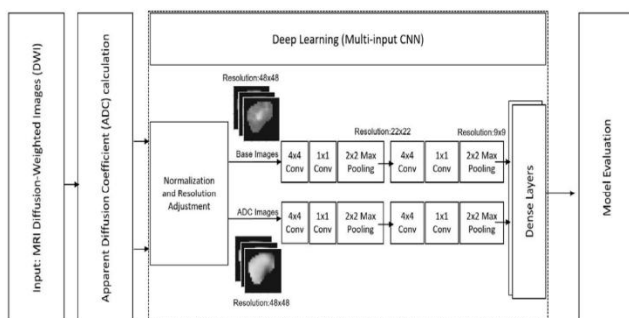 Input: MRI Diffusion-Weighted Images (DWI)
Apparent Diffusion Coefficient (ADC) calculation
Deep Learning (Multi-input CNN)
Resolution:48x48
Normalization
and Resolution
Adjustment
Base Images
ADC Images
Resolution:48x48
Resolution:22x22
Resolution:9x9
4x4
Conv
1x1
Conv
2x2 Max
Pooling
4x4
Conv
1x1
Conv
2x2 Max
Pooling
4x4
Conv
1x1
Conv
2x2 Max
Pooling
4x4
Conv
1x1
Conv
2x2 Max
Pooling
Dense Layers
Model Evaluation